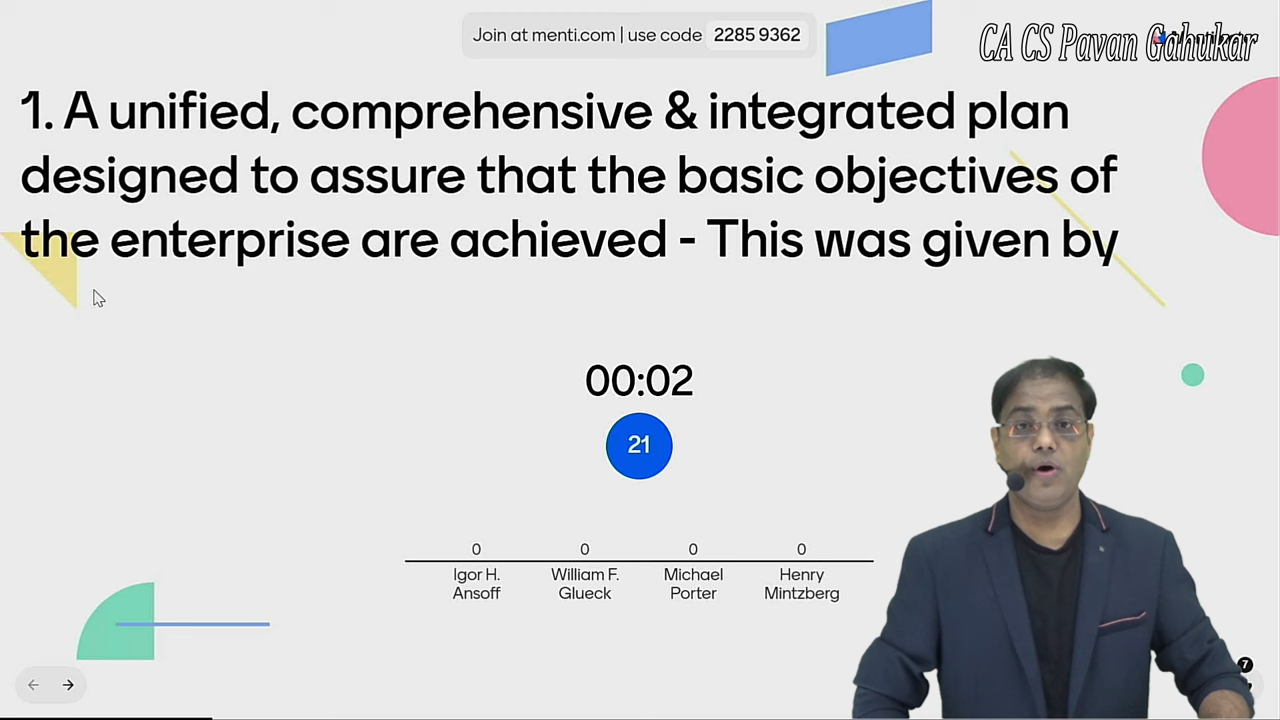 Join at menti.com | use code 2285 9362
CA CS Pavan Gahukar
1. A unified, comprehensive & integrated plan
designed to assure that the basic objectives of
the enterprise are achieved - This was given by
00:02
21
0 0 0 0
Igor H. William F. Michael Henry
Ansoff Glueck Porter Mintzberg
7